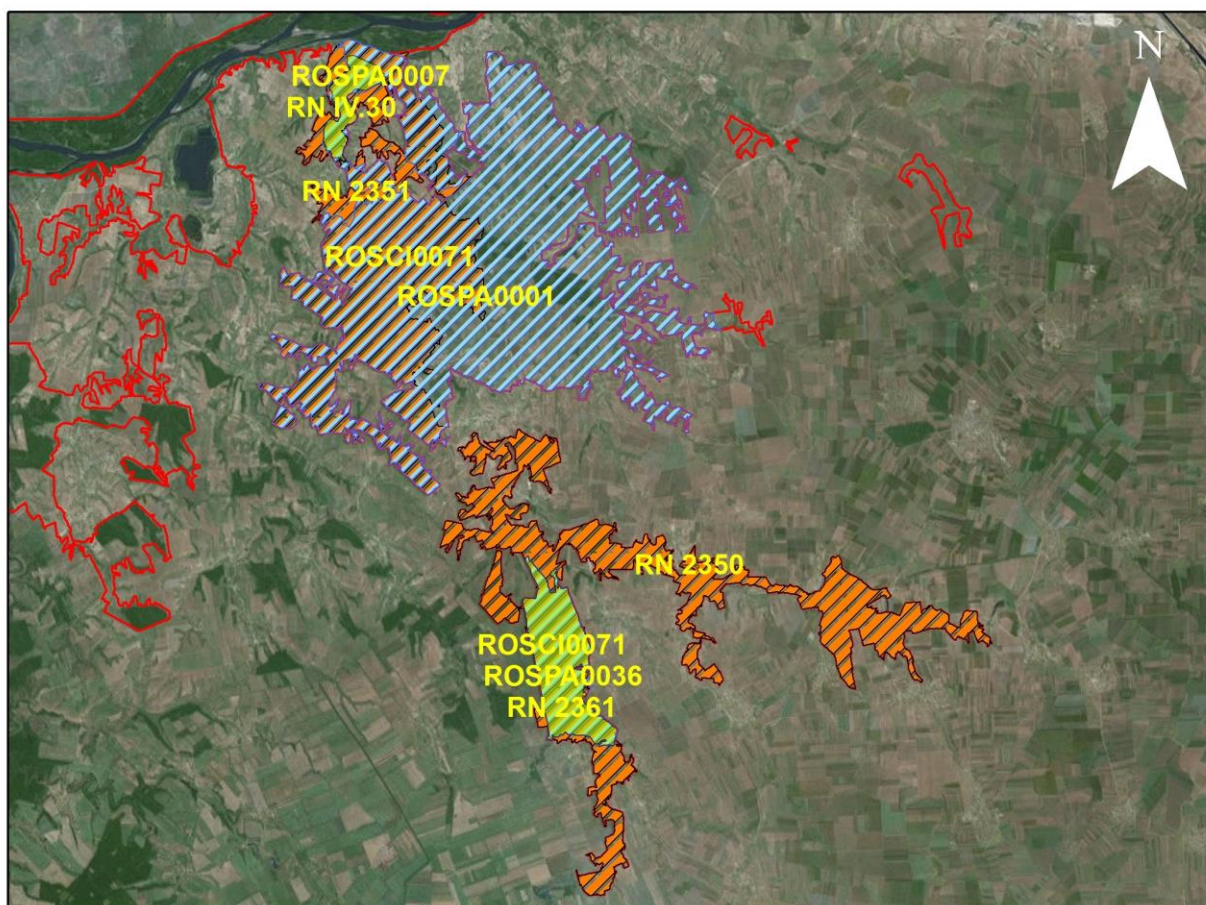 N
ROSPA0007
RN IV.30
RN 2351
ROSCI0071
ROSPA0001
RN 2350
ROSCI0071
ROSPA0036
RN 2361